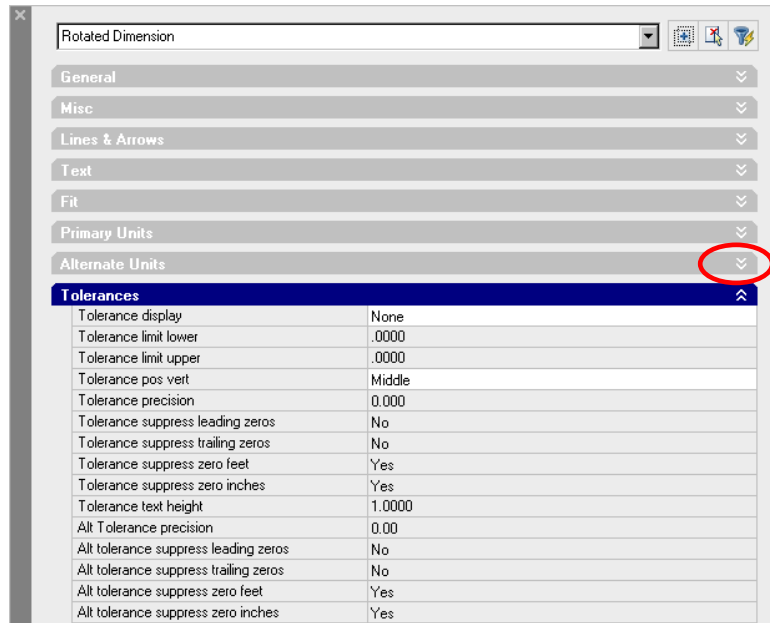 Rotated Dimension
General
Misc
Lines & Arrows
Text
Fit
Primary Units
Alternate Units
Tolerances
Tolerance display None
Tolerance limit lower .0000
Tolerance limit upper .0000
Tolerance pos vert Middle
Tolerance precision 0.000
Tolerance suppress leading zeros No
Tolerance suppress trailing zeros No
Tolerance suppress zero feet Yes
Tolerance suppress zero inches Yes
Tolerance text height 1.0000
Alt Tolerance precision 0.00
Alt tolerance suppress leading zeros No
Alt tolerance suppress trailing zeros No
Alt tolerance suppress zero feet Yes
Alt tolerance suppress zero inches Yes